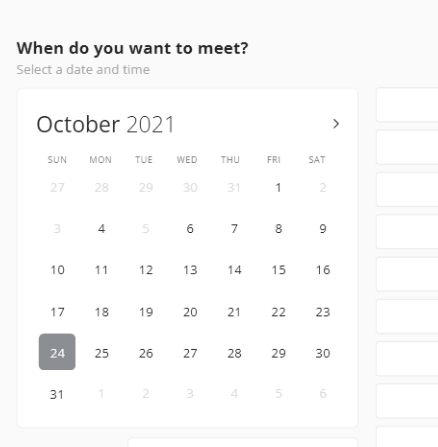 When do you want to meet?
Select a date and time
October 2021
SUN MON TUE WED THU FRI SAT
27 28 29 30 31 1 2
3 4 5 6 7 8 9
10 11 12 13 14 15 16
17 18 19 20 21 22 23
24 25 26 27 28 29 30
31 1 2 3 4 5 6